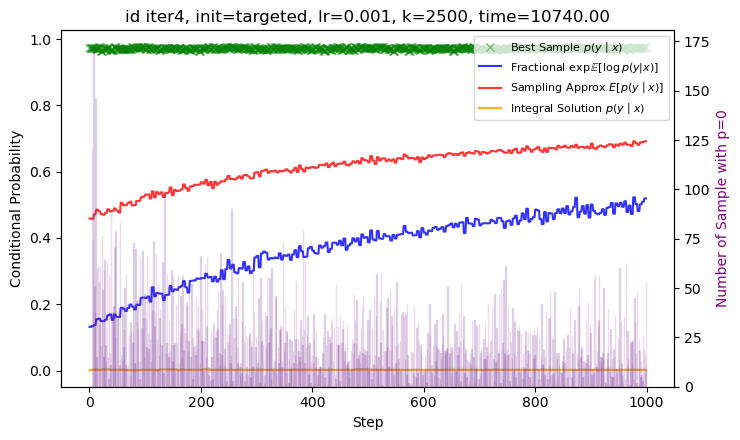 id iter4, init=targeted, lr=0.001, k=2500, time=10740.00
Best Sample p(y | x)
Fractional exp𝔼[log p(y|x)]
Sampling Approx E[p(y | x)]
Integral Solution p(y | x)
Conditional Probability
1.0
0.8
0.6
0.4
0.2
0.0
175
150
125
100
75
50
25
0
Number of Sample with p=0
0 200 400 600 800 1000
Step